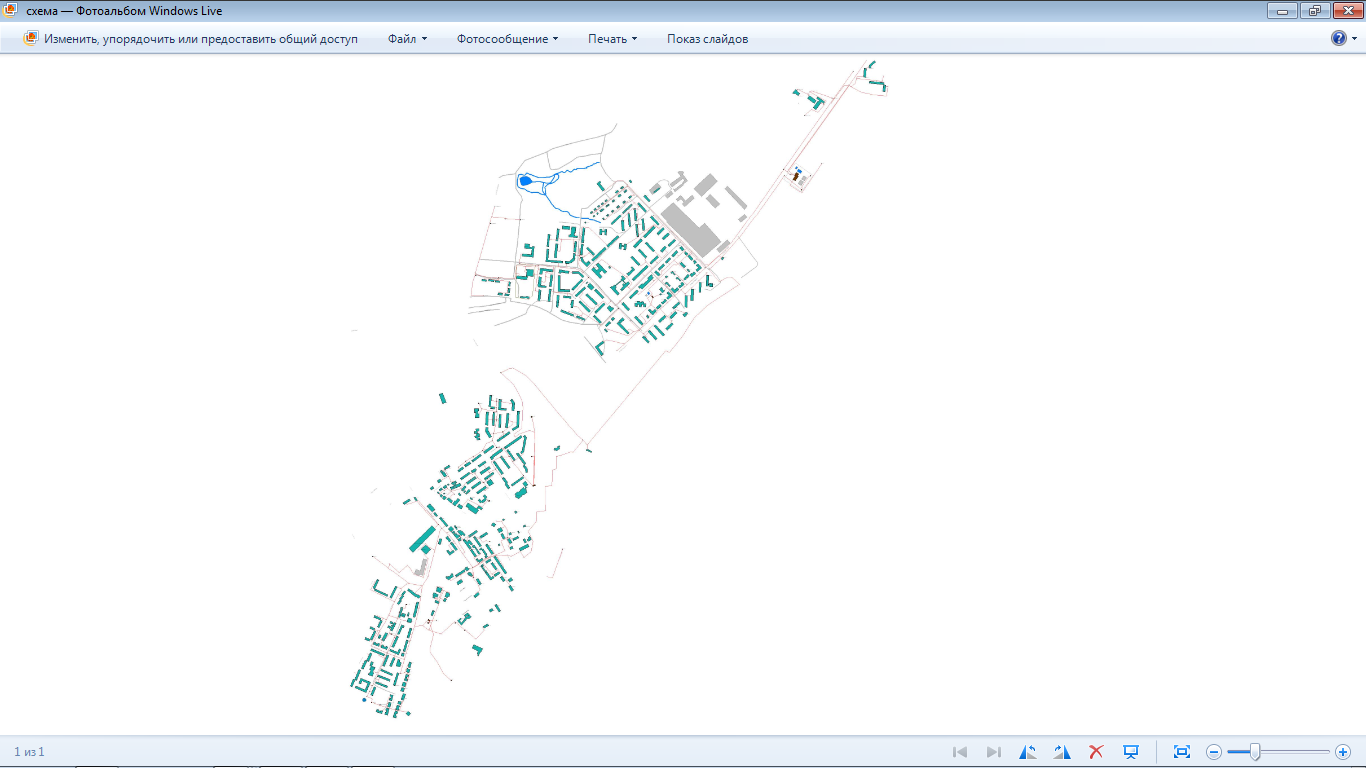 схема — Фотоальбом Windows Live
Изменить, упорядочить или предоставить общий доступ Файл Фотосообщение Печать Показ слайдов
1 из 1